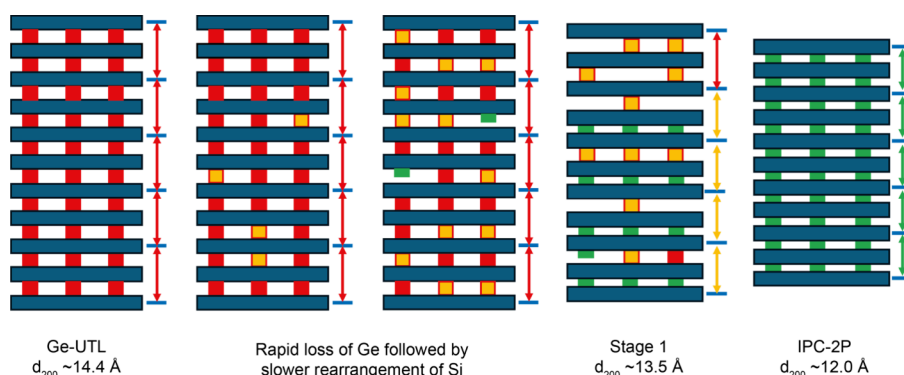 Ge-UTL
d₂₀₀ ~14.4 Å
Rapid loss of Ge followed by
slower rearrangement of Si
Stage 1
d₂₀₀ ~13.5 Å
IPC-2P
d₂₀₀ ~12.0 Å